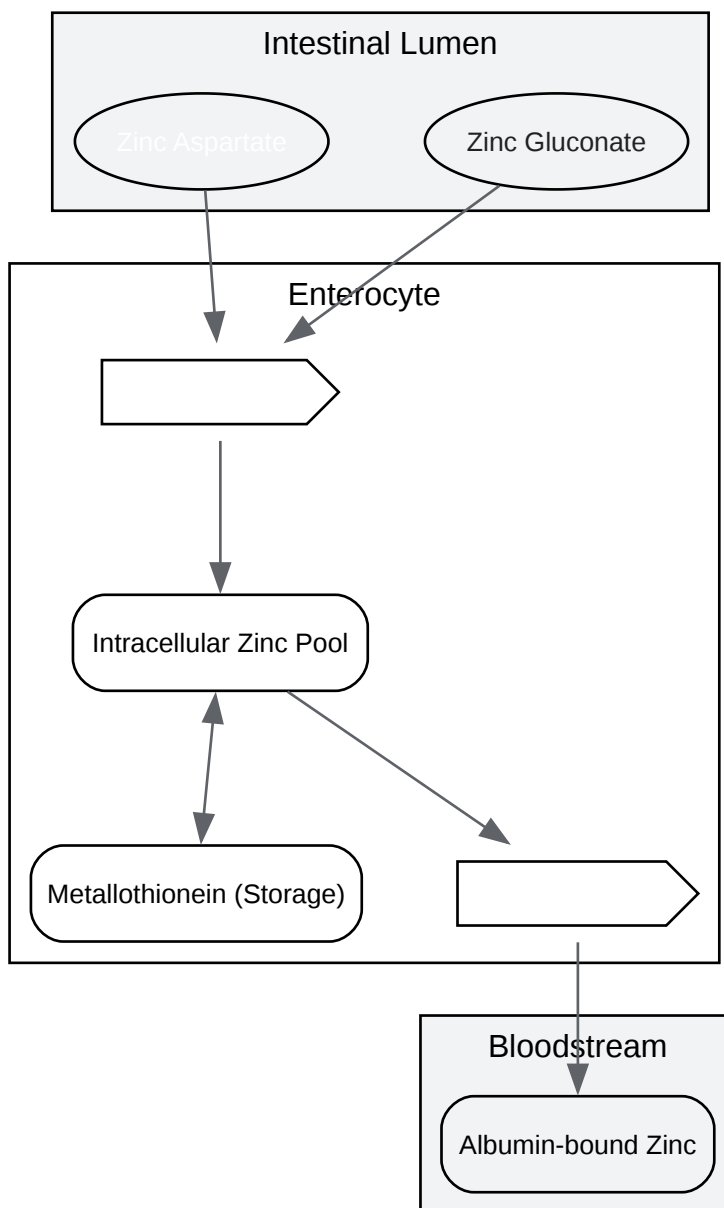 Intestinal Lumen
Zinc Aspartate
Zinc Gluconate
Enterocyte
Intracellular Zinc Pool
Metallothionein (Storage)
Bloodstream
Albumin-bound Zinc